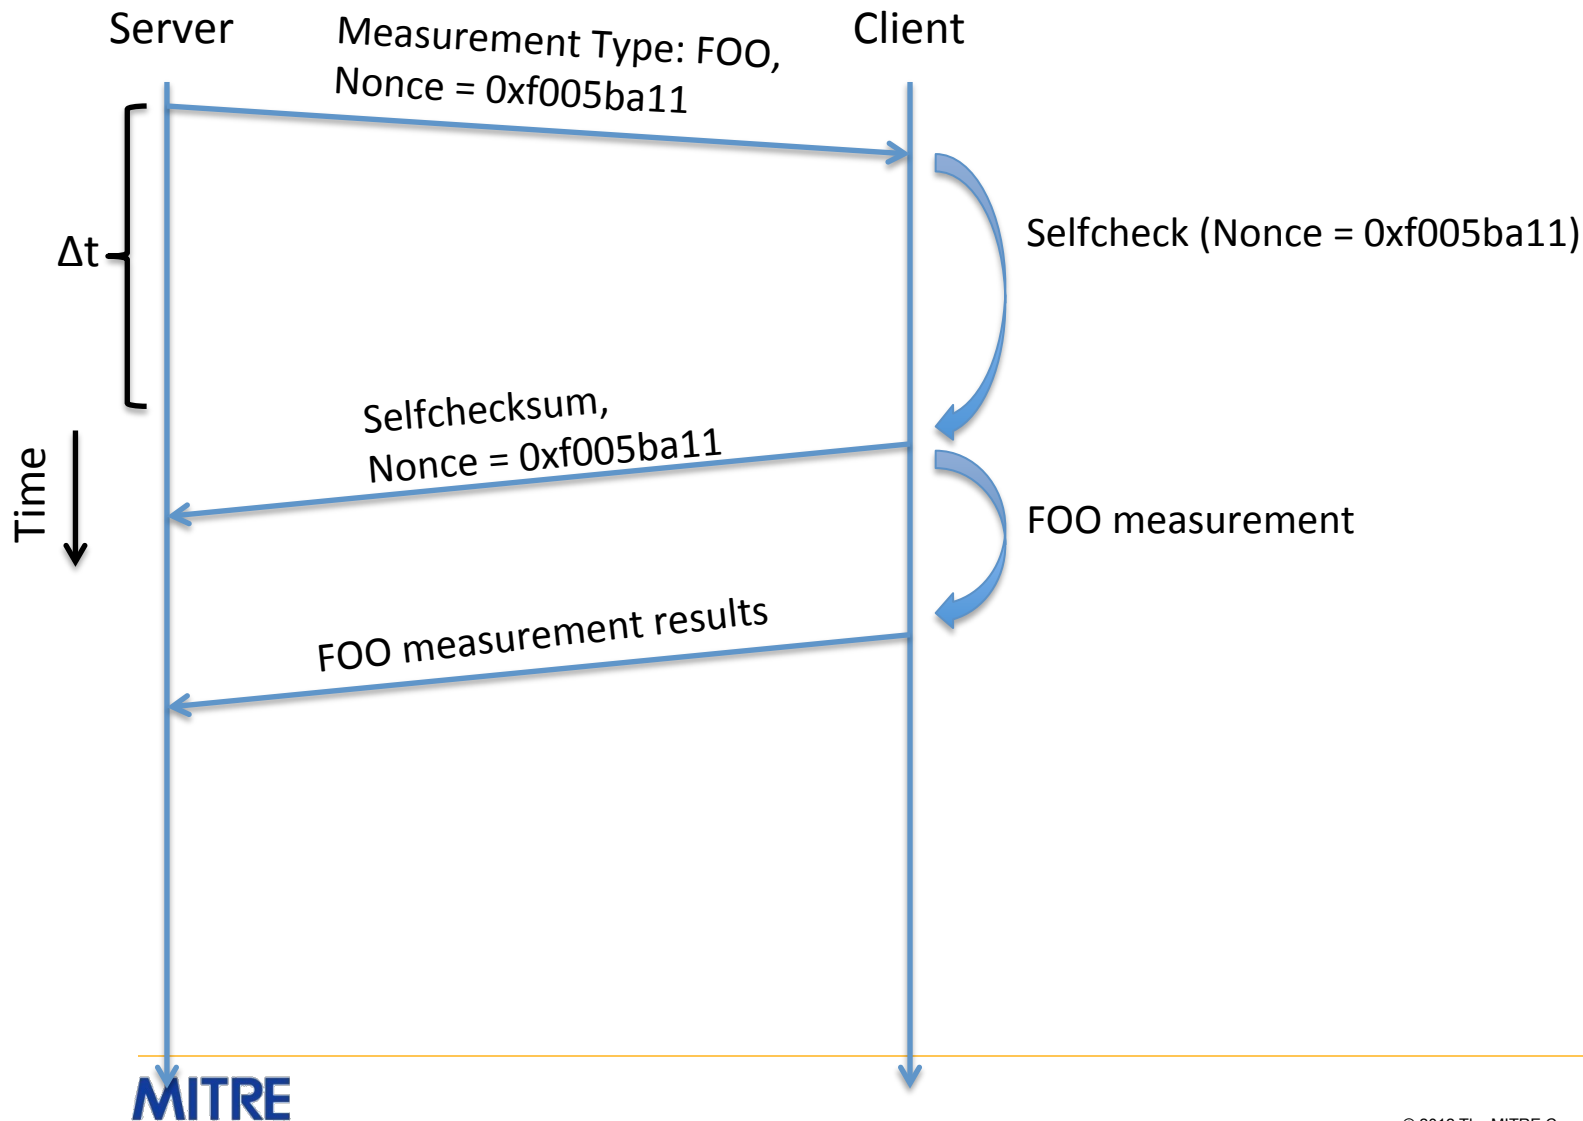 Server
Client
Measurement Type: FOO,
Nonce = 0xf005ba11
Selfcheck (Nonce = 0xf005ba11)
Δt
Selfchecksum,
Nonce = 0xf005ba11
Time
FOO measurement
FOO measurement results
MITRE